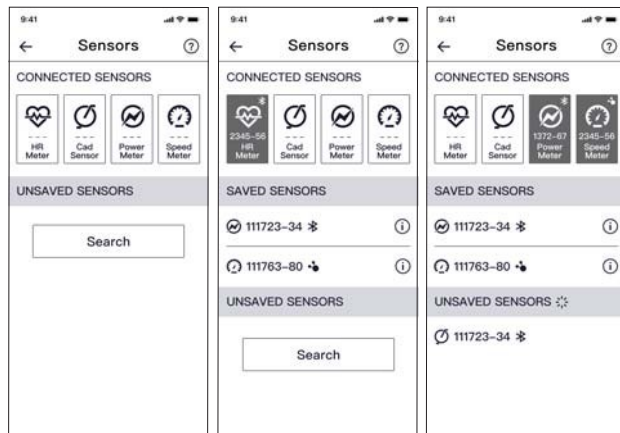 9:41
Sensors
CONNECTED SENSORS
---
HR Meter
---
Cad Sensor
---
Power Meter
---
Speed Meter
UNSAVED SENSORS
Search
9:41
Sensors
CONNECTED SENSORS
2345-56
HR Meter
---
Cad Sensor
---
Power Meter
---
Speed Meter
SAVED SENSORS
111723-34
111763-80
UNSAVED SENSORS
Search
9:41
Sensors
CONNECTED SENSORS
---
HR Meter
---
Cad Sensor
1372-67
Power Meter
2345-56
Speed Meter
SAVED SENSORS
111723-34
111763-80
UNSAVED SENSORS
111723-34